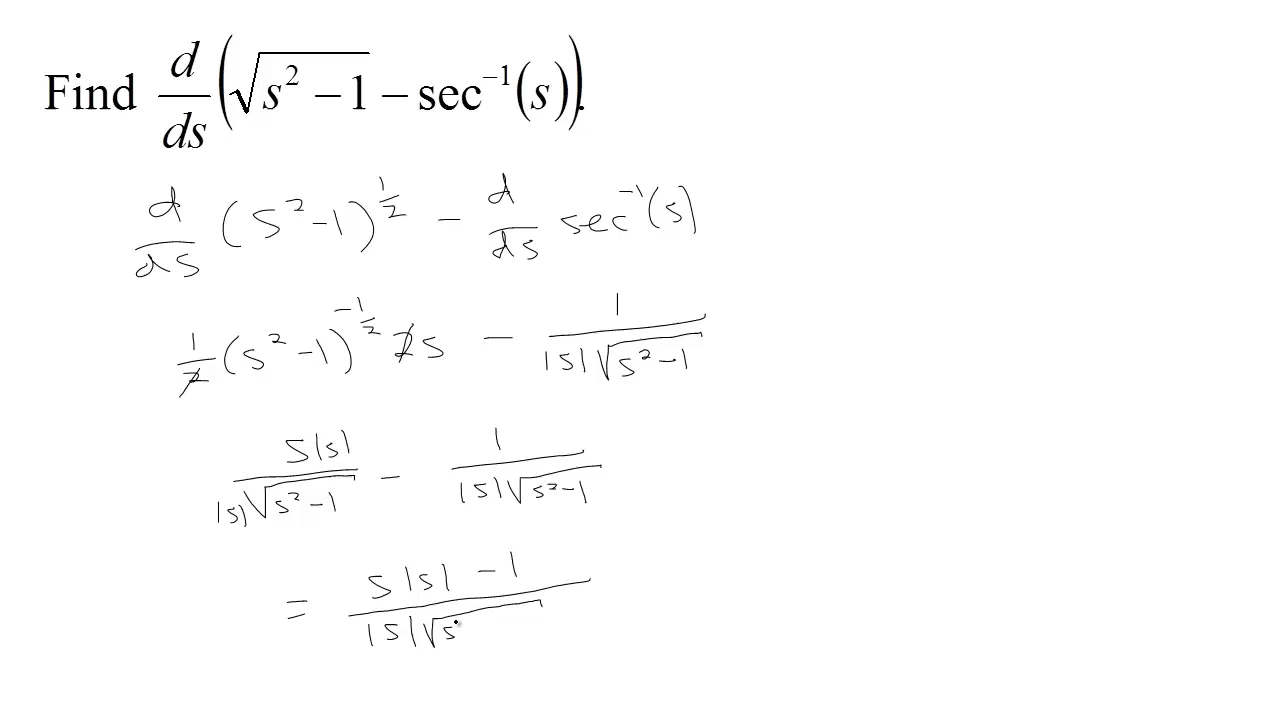 Find d/ds(√(s² − 1) − sec⁻¹(s)).
d/ds (s² − 1)^(1/2) − d/ds sec⁻¹(s)
1/2 (s² − 1)^(−1/2) 2s − 1/(|s|√(s² − 1))
s|s|/(|s|√(s² − 1)) − 1/(|s|√(s² − 1))
= (s|s| − 1)/(|s|√s